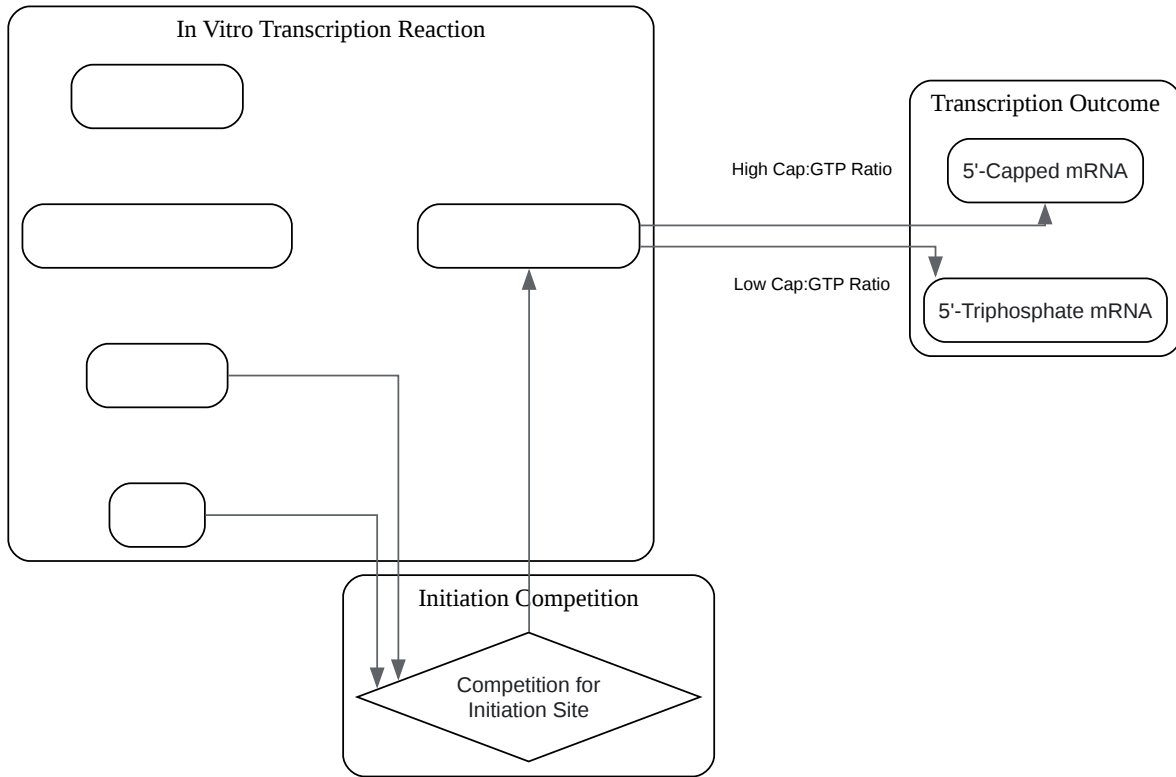 In Vitro Transcription Reaction
Transcription Outcome
High Cap:GTP Ratio
5'-Capped mRNA
Low Cap:GTP Ratio
5'-Triphosphate mRNA
Initiation Competition
Competition for
Initiation Site